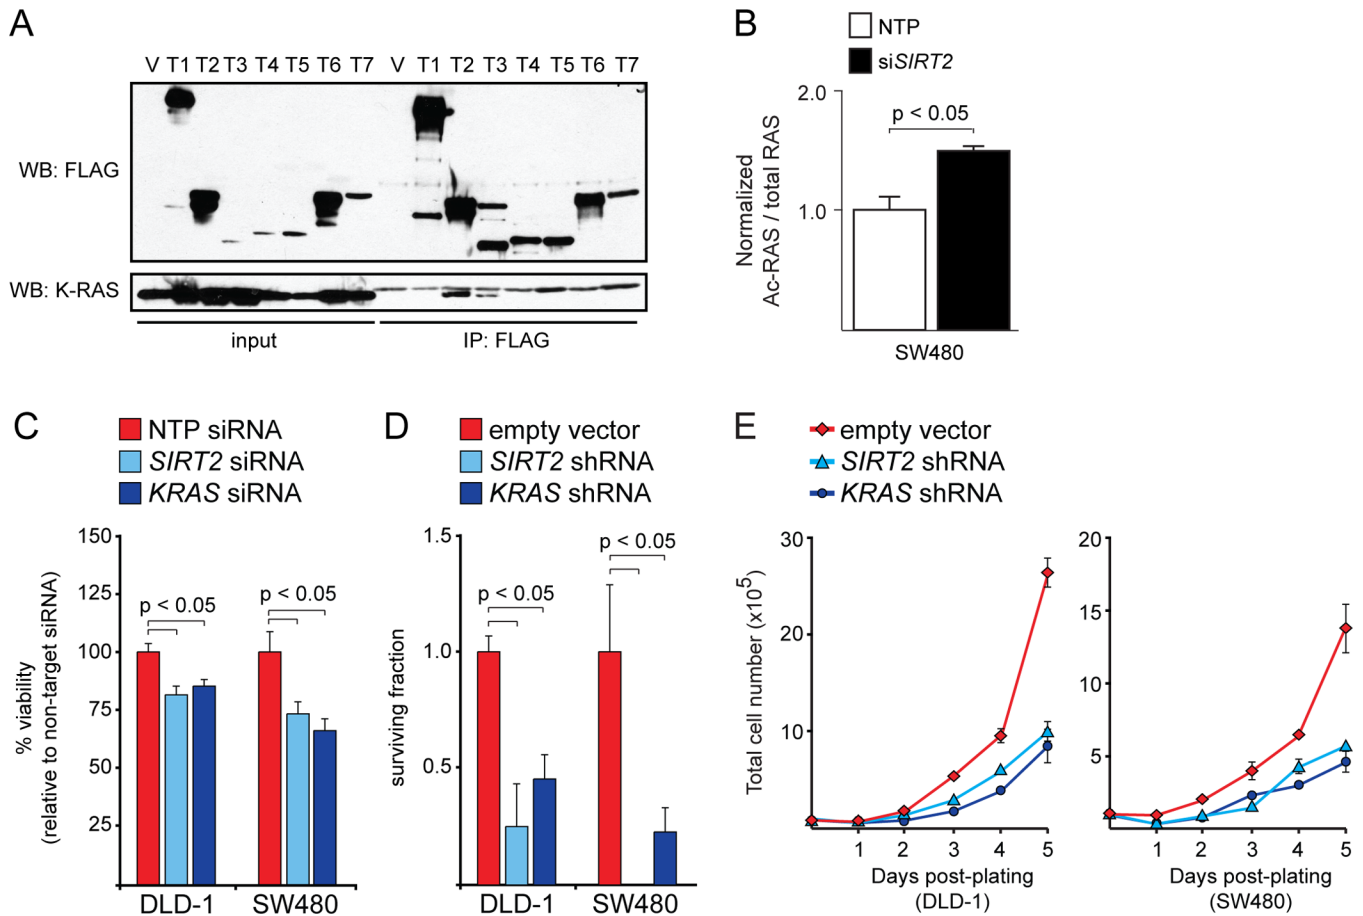 A
V T1 T2 T3 T4 T5 T6 T7 V T1 T2 T3 T4 T5 T6 T7
WB: FLAG
WB: K-RAS
input
IP: FLAG
B
NTP
siSIRT2
2.0
1.0
p < 0.05
Normalized
Ac-RAS / total RAS
SW480
C
NTP siRNA
SIRT2 siRNA
KRAS siRNA
150
125
100
75
50
25
p < 0.05
p < 0.05
% viability
(relative to non-target siRNA)
DLD-1
SW480
D
empty vector
SIRT2 shRNA
KRAS shRNA
1.5
1.0
0.5
p < 0.05
p < 0.05
surviving fraction
DLD-1
SW480
E
empty vector
SIRT2 shRNA
KRAS shRNA
30
20
10
Total cell number (x10⁵)
1 2 3 4 5
Days post-plating
(DLD-1)
20
15
10
5
1 2 3 4 5
Days post-plating
(SW480)